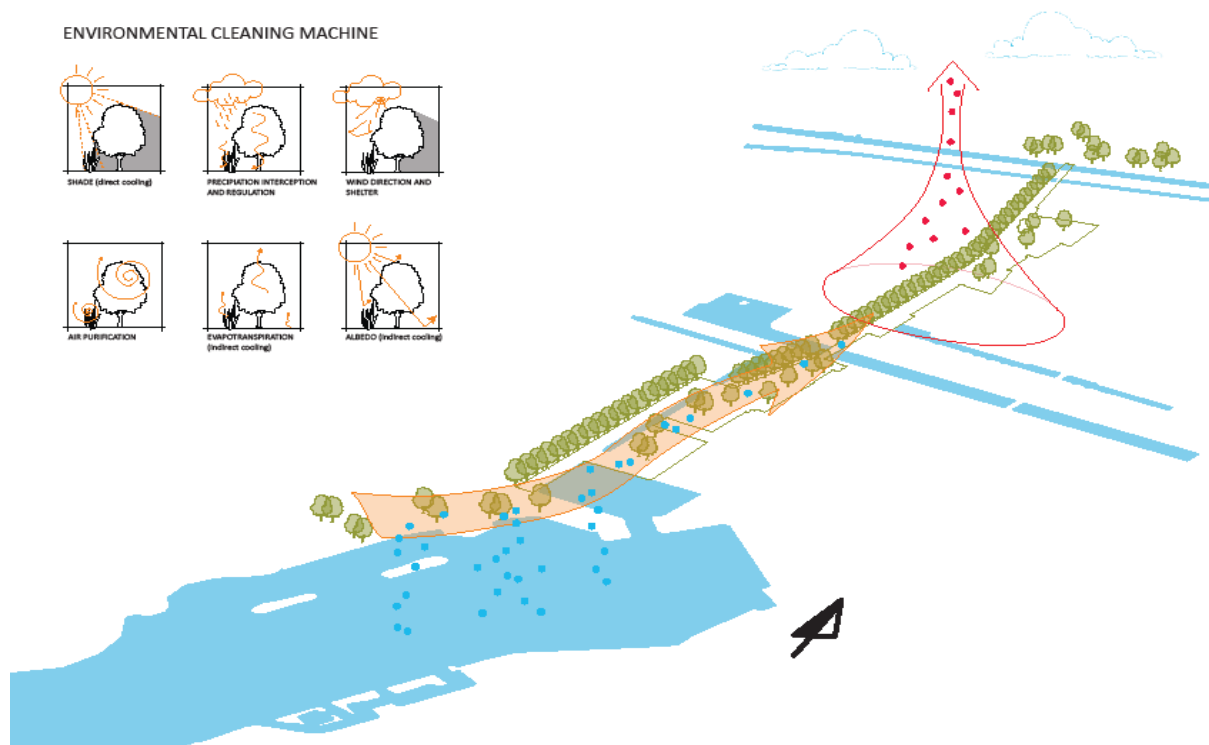 ENVIRONMENTAL CLEANING MACHINE
SHADE (direct cooling)
PRECIPIATION INTERCEPTION
AND REGULATION
WIND DIRECTION AND
SHELTER
AIR PURIFICATION
EVAPOTRANSPIRATION
(indirect cooling)
ALBEDO (indirect cooling)